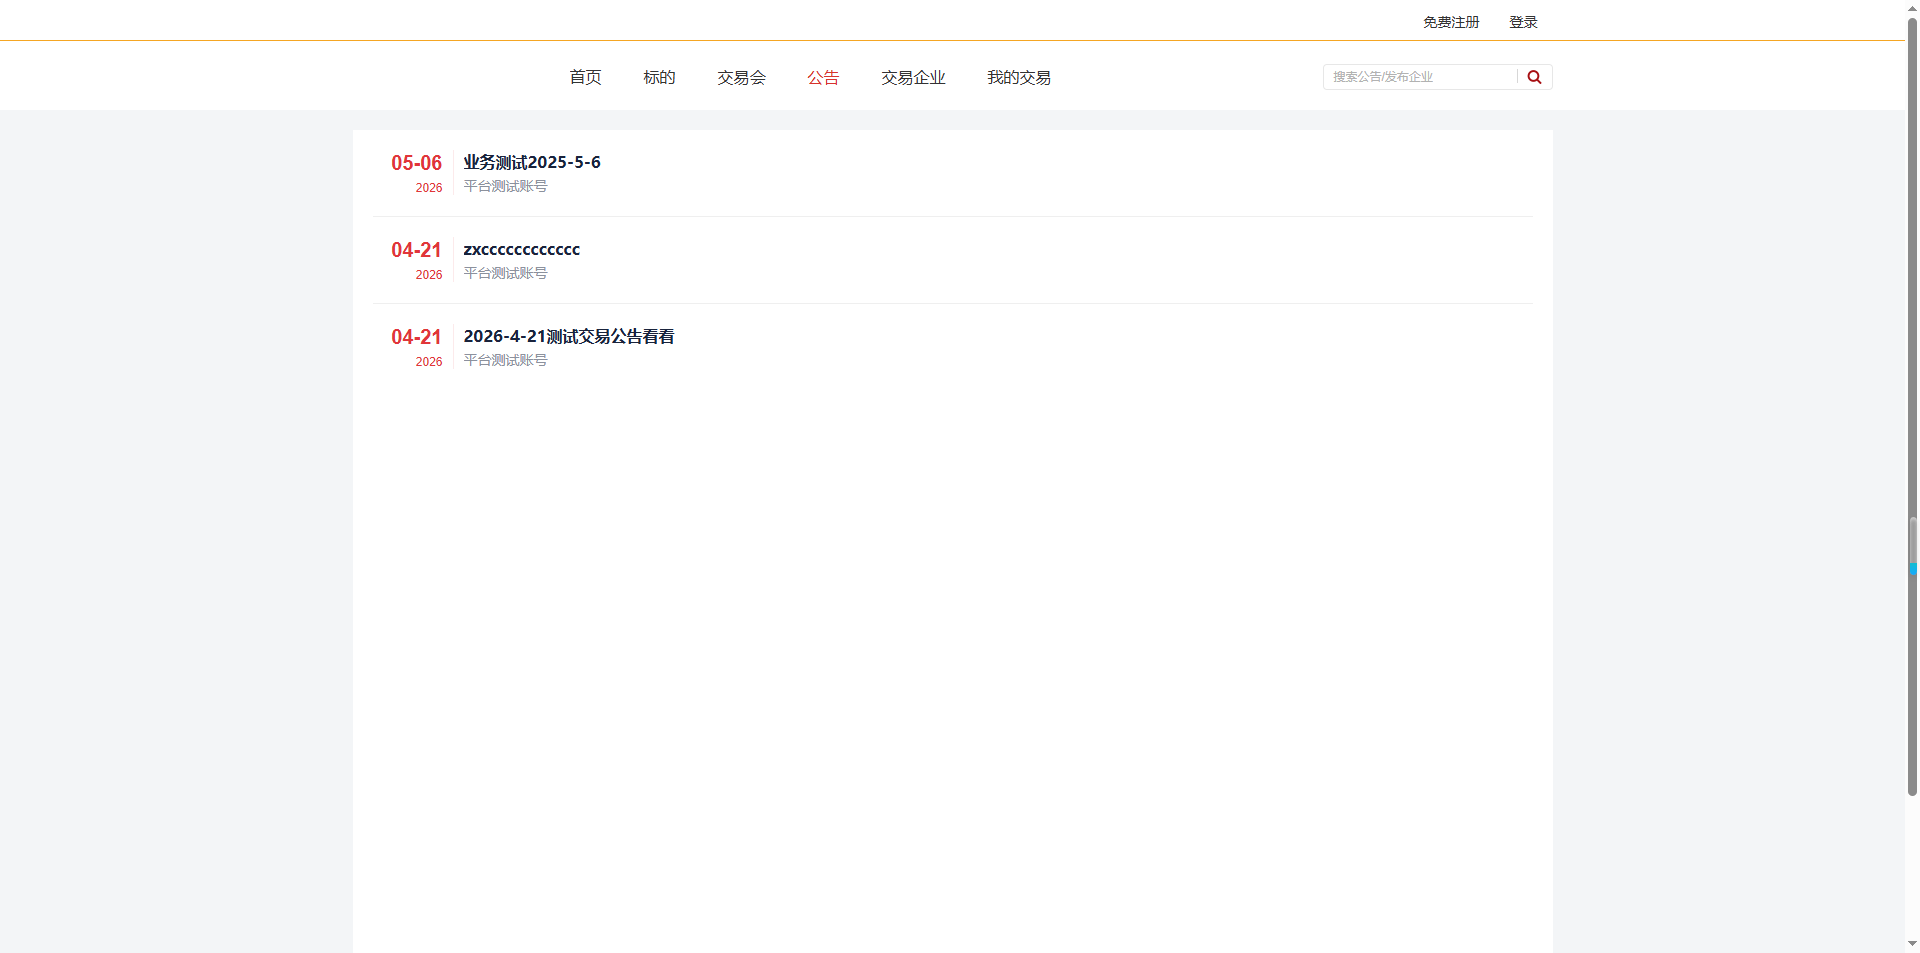 免费注册 登录
首页 标的 交易会 公告 交易企业 我的交易 搜索公告/发布企业
05-06 业务测试2025-5-6
2026 平台测试账号
04-21 zxcccccccccccc
2026 平台测试账号
04-21 2026-4-21测试交易公告看看
2026 平台测试账号